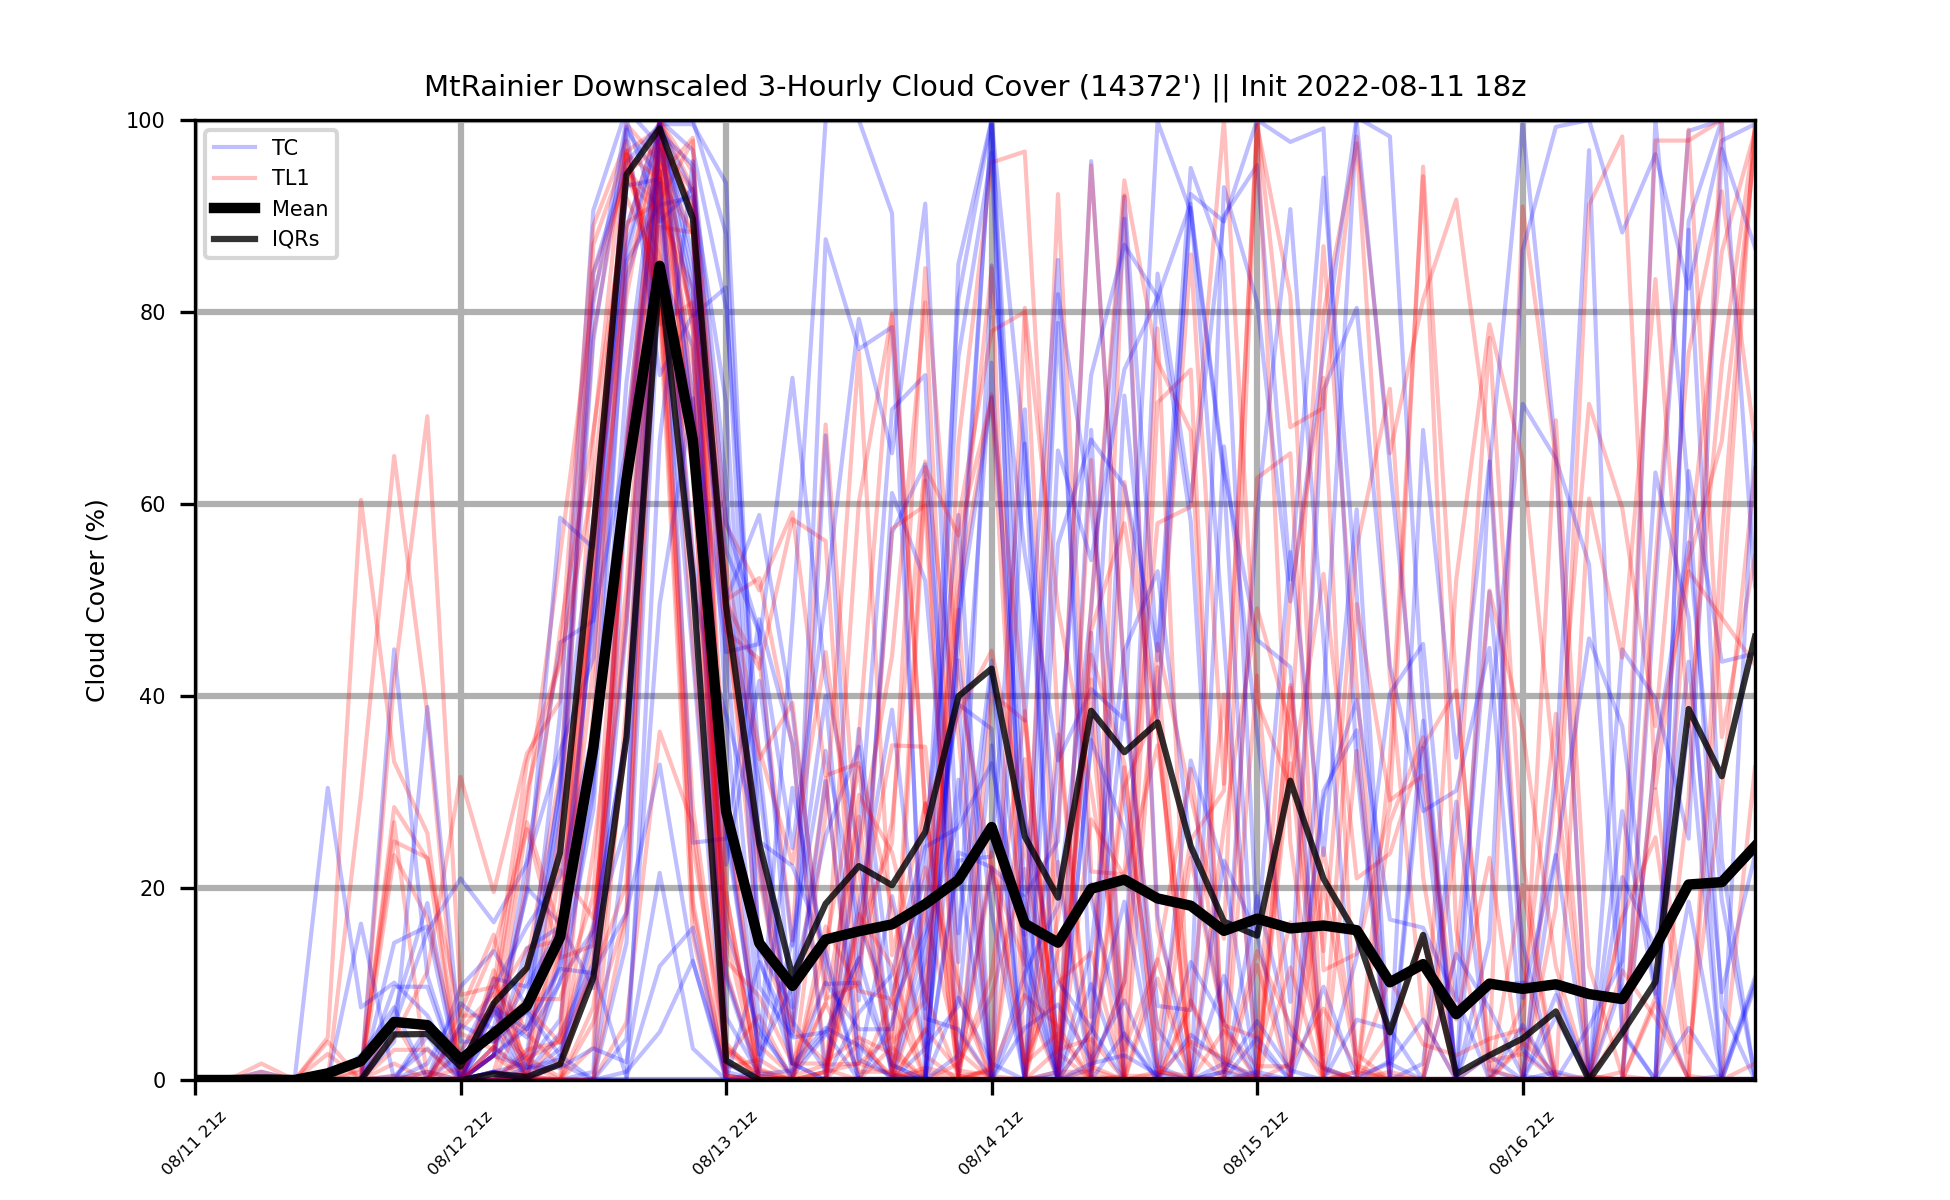 MtRainier Downscaled 3-Hourly Cloud Cover (14372') || Init 2022-08-11 18z
TC
TL1
Mean
IQRs
Cloud Cover (%)
100
80
60
40
20
0
08/11 21z
08/12 21z
08/13 21z
08/14 21z
08/15 21z
08/16 21z